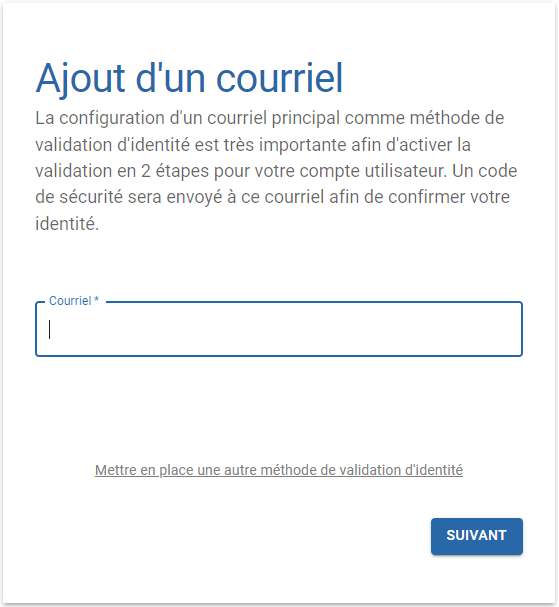 Ajout d'un courriel
La configuration d'un courriel principal comme méthode de
validation d'identité est très importante afin d'activer la
validation en 2 étapes pour votre compte utilisateur. Un code
de sécurité sera envoyé à ce courriel afin de confirmer votre
identité.
Courriel *
Mettre en place une autre méthode de validation d'identité
SUIVANT